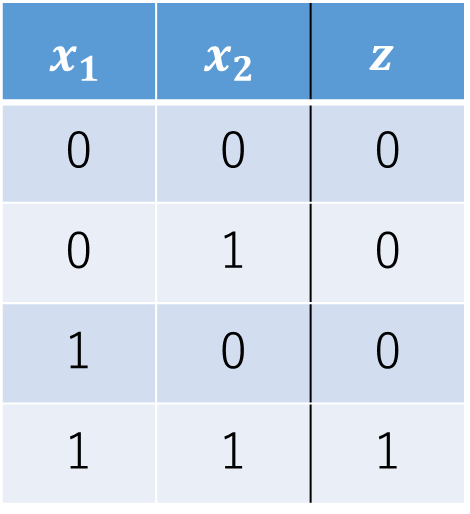 x₁ x₂ z
0 0 0
0 1 0
1 0 0
1 1 1